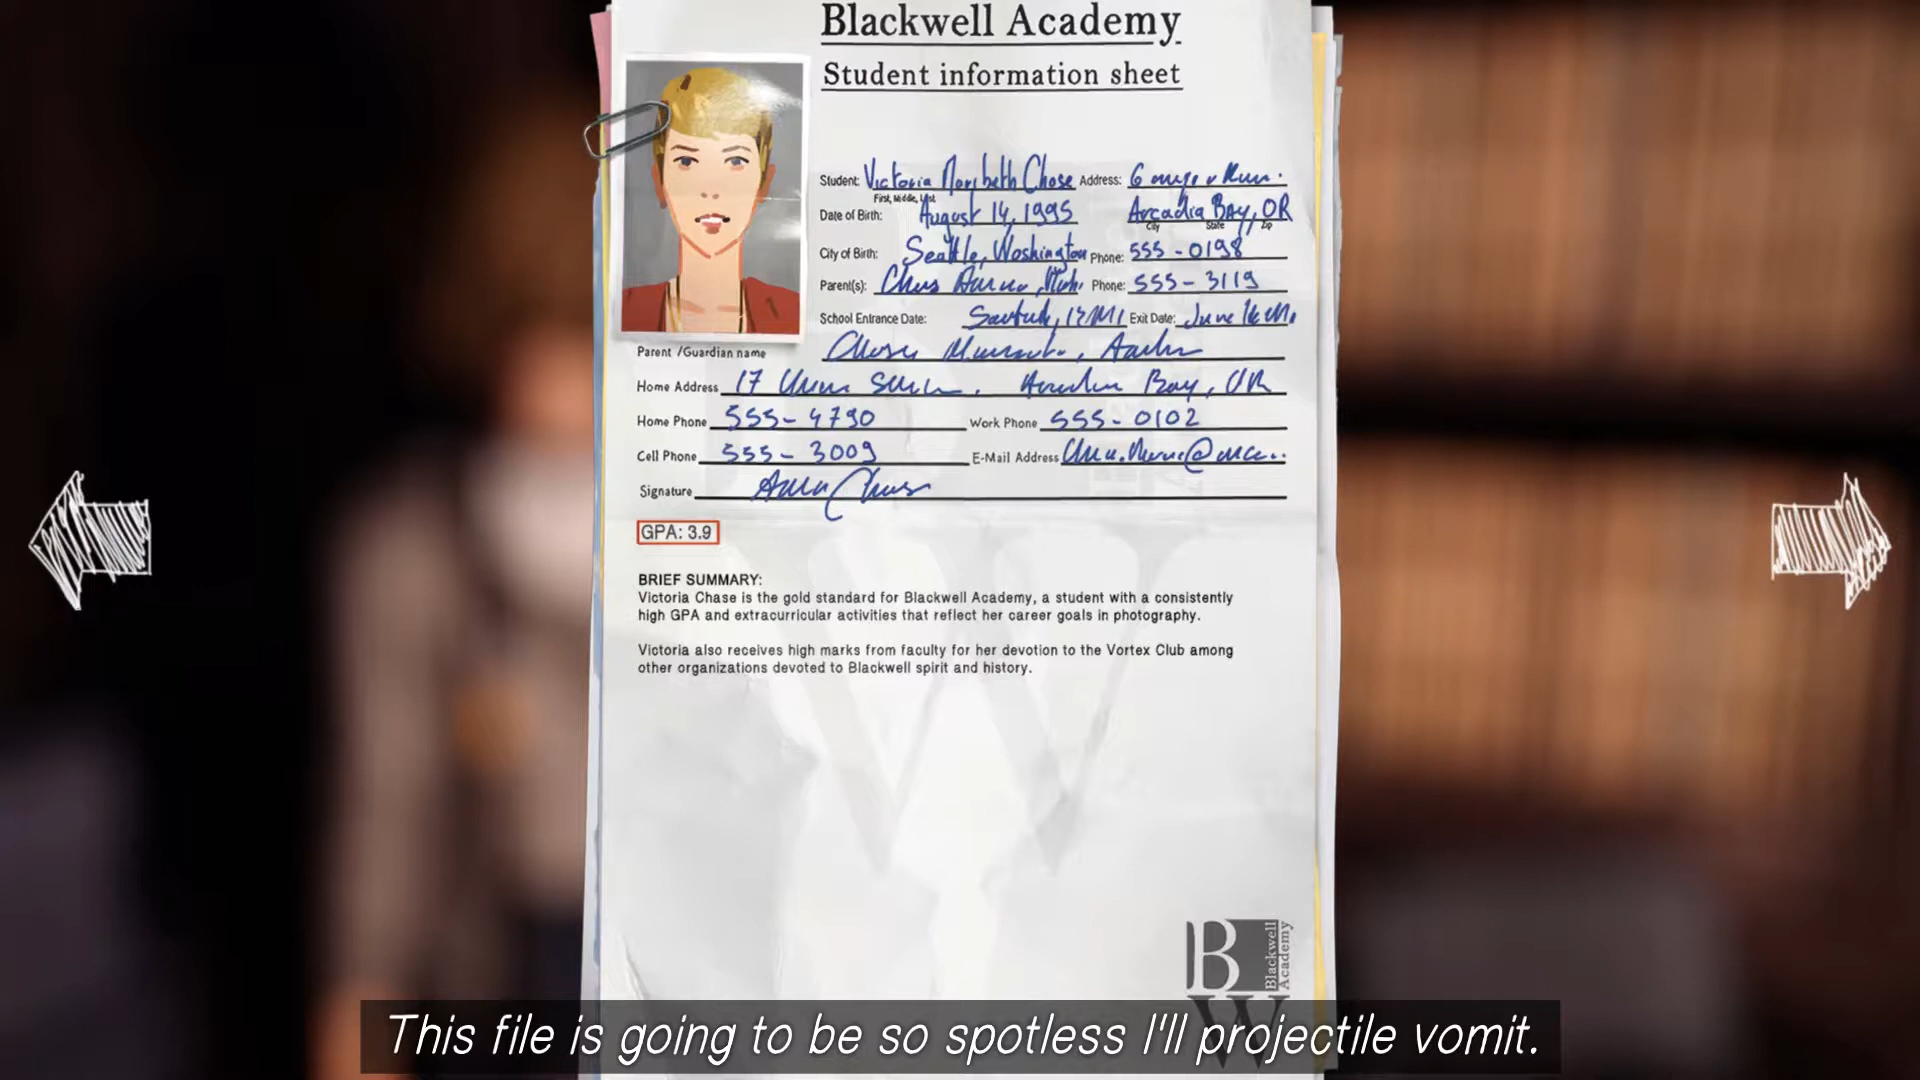 Blackwell Academy
Student information sheet
Student: Victoria Maribeth Chase Address:
First, Middle, Last
Date of Birth: August 14, 1995 Arcadia Bay, OR
City State Zip
City of Birth: Seattle, Washington Phone: 555-0198
Parent(s): Phone: 555-3119
School Entrance Date: Exit Date: June
Parent /Guardian name
Home Address 17 Bay, OR
Home Phone 555-4790 Work Phone 555-0102
Cell Phone 555-3009 E-Mail Address
Signature
GPA: 3.9
BRIEF SUMMARY:
Victoria Chase is the gold standard for Blackwell Academy, a student with a consistently
high GPA and extracurricular activities that reflect her career goals in photography.
Victoria also receives high marks from faculty for her devotion to the Vortex Club among
other organizations devoted to Blackwell spirit and history.
B
W
Blackwell
Academy
This file is going to be so spotless I'll projectile vomit.